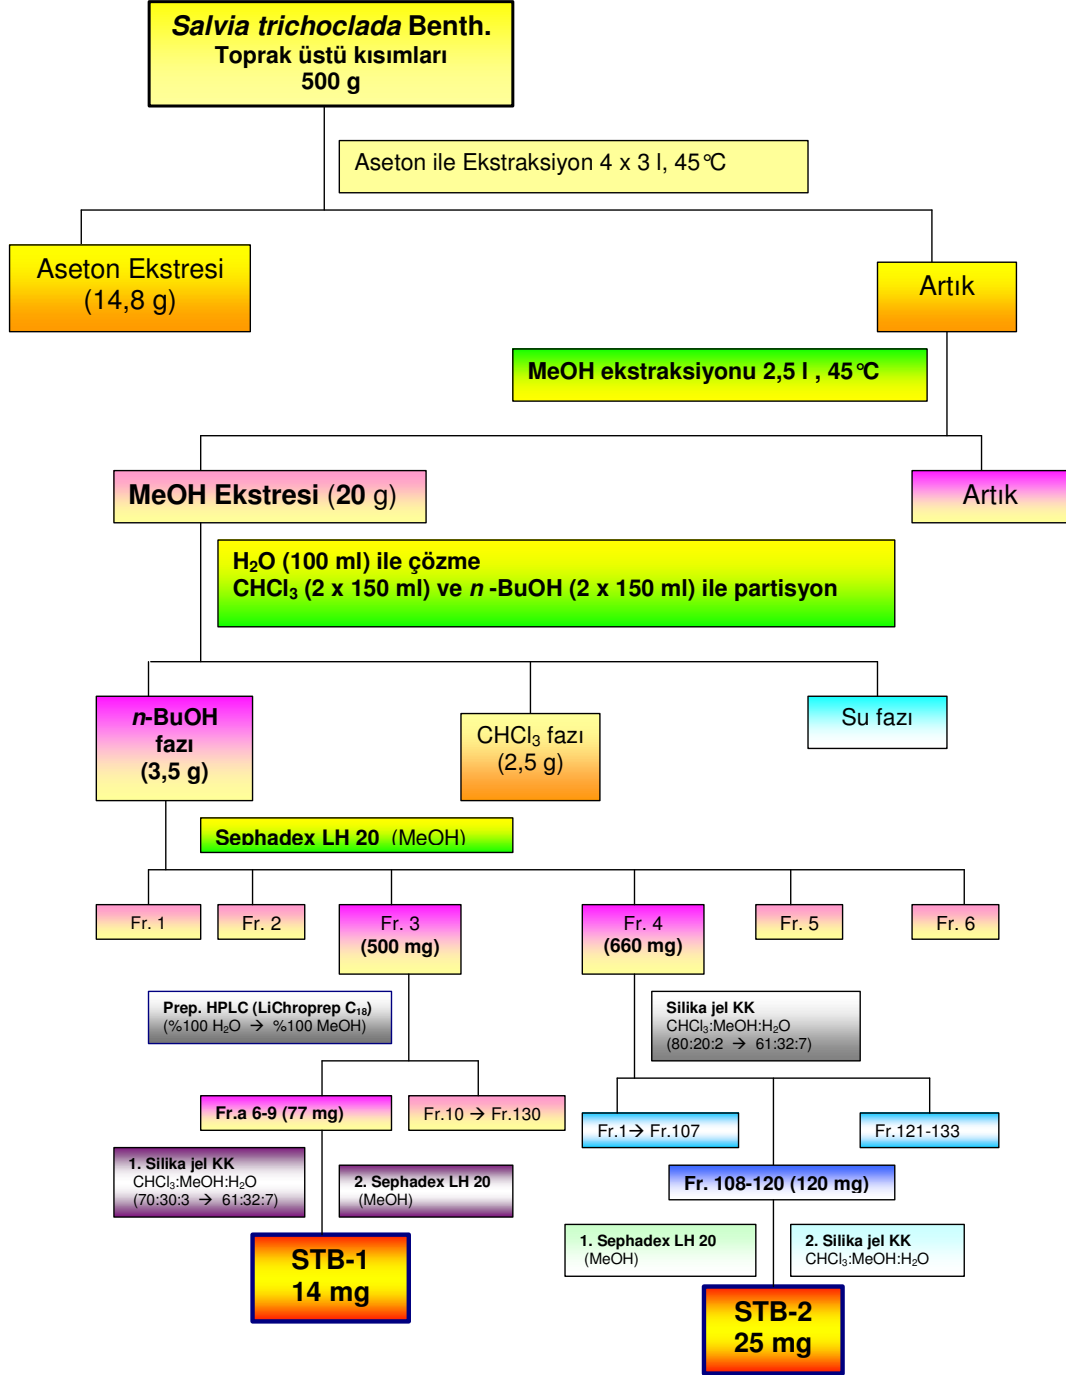 Salvia trichoclada Benth.
Toprak üstü kısımları
500 g
Aseton ile Ekstraksiyon 4 x 3 l, 45°C
Aseton Ekstresi
(14,8 g)
Artık
MeOH ekstraksiyonu 2,5 l , 45°C
MeOH Ekstresi (20 g)
Artık
H₂O (100 ml) ile çözme
CHCl₃ (2 x 150 ml) ve n -BuOH (2 x 150 ml) ile partisyon
n-BuOH
fazı
(3,5 g)
CHCl₃ fazı
(2,5 g)
Su fazı
Sephadex LH 20 (MeOH)
Fr. 1
Fr. 2
Fr. 3
(500 mg)
Fr. 4
(660 mg)
Fr. 5
Fr. 6
Prep. HPLC (LiChroprep C₁₈)
(%100 H₂O → %100 MeOH)
Silika jel KK
CHCl₃:MeOH:H₂O
(80:20:2 → 61:32:7)
Fr.a 6-9 (77 mg)
Fr.10 → Fr.130
Fr.1→ Fr.107
Fr.121-133
1. Silika jel KK
CHCl₃:MeOH:H₂O
(70:30:3 → 61:32:7)
2. Sephadex LH 20
(MeOH)
Fr. 108-120 (120 mg)
STB-1
14 mg
1. Sephadex LH 20
(MeOH)
2. Silika jel KK
CHCl₃:MeOH:H₂O
STB-2
25 mg